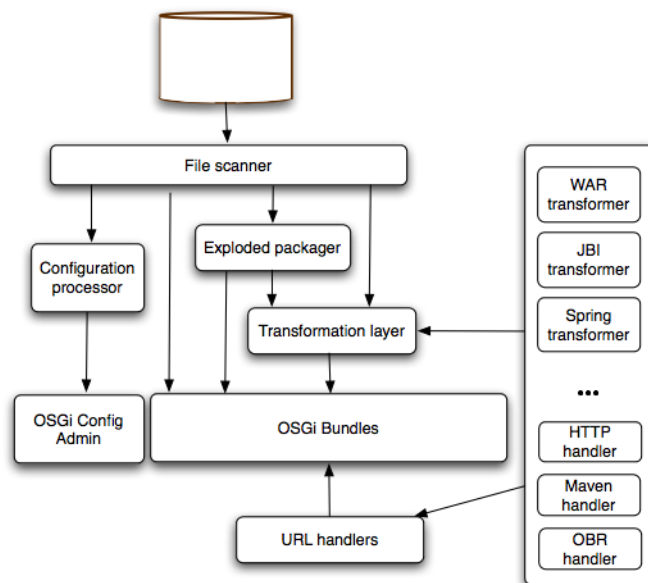 File scanner
WAR
transformer
Exploded packager
JBI
transformer
Configuration
processor
Spring
transformer
Transformation layer
...
OSGi Config
Admin
OSGi Bundles
HTTP
handler
Maven
handler
URL handlers
OBR
handler